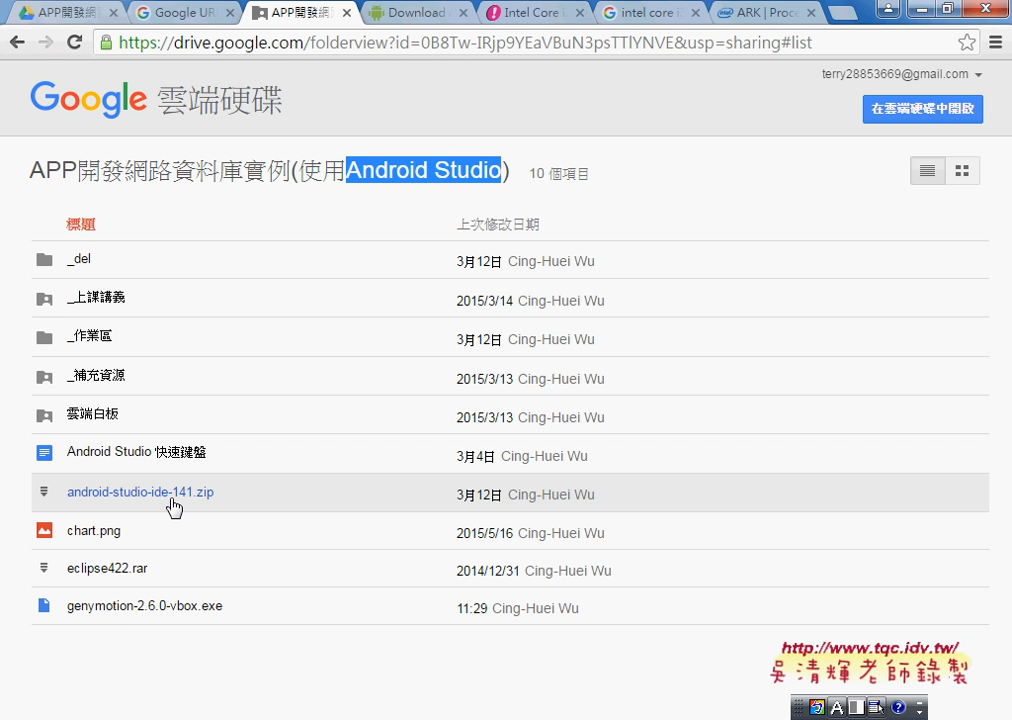 APP開發網
Google UR
APP開發網
Download
Intel Core i
intel core i
ARK | Proc
https://drive.google.com/folderview?id=0B8Tw-IRjp9YEaVBuN3psTTlYNVE&usp=sharing#list
terry28853669@gmail.com
Google 雲端硬碟
在雲端硬碟中開啟
APP開發網路資料庫實例(使用Android Studio) 10 個項目
標題 上次修改日期
_del 3月12日 Cing-Huei Wu
_上課講義 2015/3/14 Cing-Huei Wu
_作業區 3月12日 Cing-Huei Wu
_補充資源 2015/3/13 Cing-Huei Wu
雲端白板 2015/3/13 Cing-Huei Wu
Android Studio 快速鍵盤 3月4日 Cing-Huei Wu
android-studio-ide-141.zip 3月12日 Cing-Huei Wu
chart.png 2015/5/16 Cing-Huei Wu
eclipse422.rar 2014/12/31 Cing-Huei Wu
genymotion-2.6.0-vbox.exe 11:29 Cing-Huei Wu
http://www.tqc.idv.tw/
吳清輝老師錄製